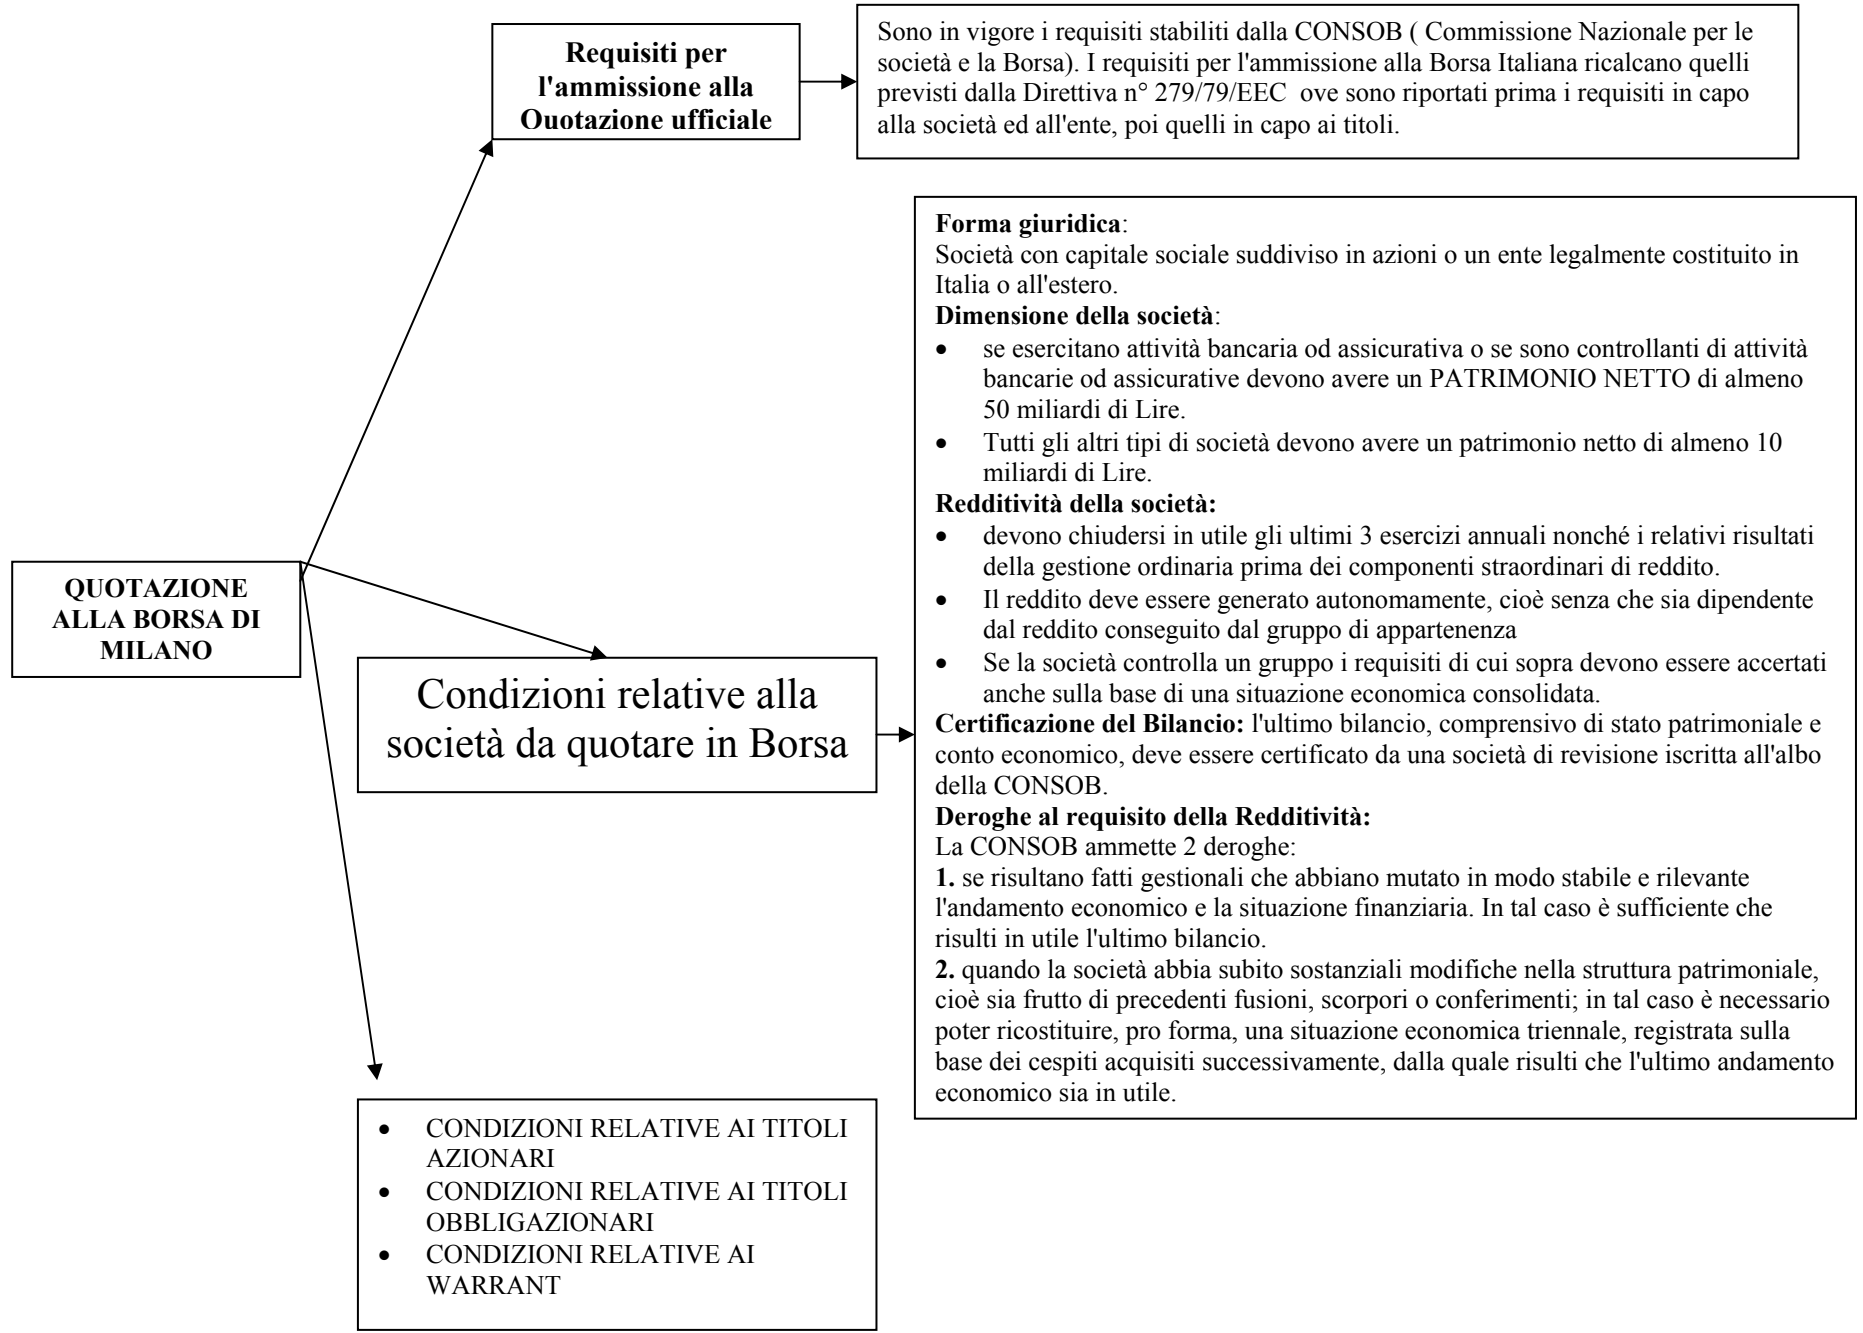 Requisiti per
l'ammissione alla
Ouotazione ufficiale
Sono in vigore i requisiti stabiliti dalla CONSOB ( Commissione Nazionale per le
società e la Borsa). I requisiti per l'ammissione alla Borsa Italiana ricalcano quelli
previsti dalla Direttiva n° 279/79/EEC  ove sono riportati prima i requisiti in capo
alla società ed all'ente, poi quelli in capo ai titoli.
QUOTAZIONE
ALLA BORSA DI
MILANO
Condizioni relative alla
società da quotare in Borsa
Forma giuridica:
Società con capitale sociale suddiviso in azioni o un ente legalmente costituito in
Italia o all'estero.
Dimensione della società:
• se esercitano attività bancaria od assicurativa o se sono controllanti di attività
bancarie od assicurative devono avere un PATRIMONIO NETTO di almeno
50 miliardi di Lire.
• Tutti gli altri tipi di società devono avere un patrimonio netto di almeno 10
miliardi di Lire.
Redditività della società:
• devono chiudersi in utile gli ultimi 3 esercizi annuali nonché i relativi risultati
della gestione ordinaria prima dei componenti straordinari di reddito.
• Il reddito deve essere generato autonomamente, cioè senza che sia dipendente
dal reddito conseguito dal gruppo di appartenenza
• Se la società controlla un gruppo i requisiti di cui sopra devono essere accertati
anche sulla base di una situazione economica consolidata.
Certificazione del Bilancio: l'ultimo bilancio, comprensivo di stato patrimoniale e
conto economico, deve essere certificato da una società di revisione iscritta all'albo
della CONSOB.
Deroghe al requisito della Redditività:
La CONSOB ammette 2 deroghe:
1. se risultano fatti gestionali che abbiano mutato in modo stabile e rilevante
l'andamento economico e la situazione finanziaria. In tal caso è sufficiente che
risulti in utile l'ultimo bilancio.
2. quando la società abbia subito sostanziali modifiche nella struttura patrimoniale,
cioè sia frutto di precedenti fusioni, scorpori o conferimenti; in tal caso è necessario
poter ricostituire, pro forma, una situazione economica triennale, registrata sulla
base dei cespiti acquisiti successivamente, dalla quale risulti che l'ultimo andamento
economico sia in utile.
• CONDIZIONI RELATIVE AI TITOLI
AZIONARI
• CONDIZIONI RELATIVE AI TITOLI
OBBLIGAZIONARI
• CONDIZIONI RELATIVE AI
WARRANT